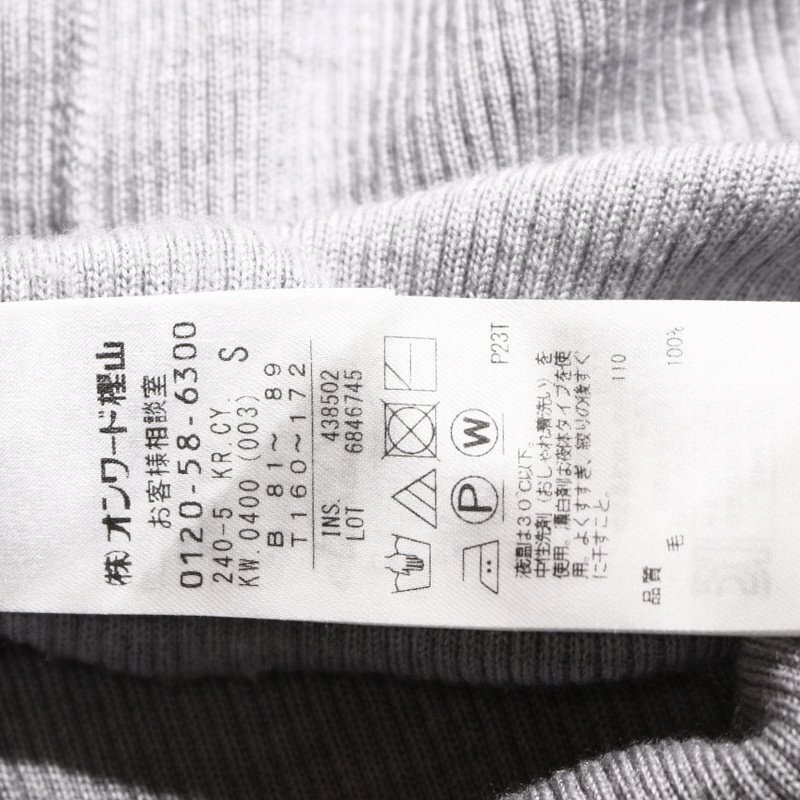 ㈱オンワード樫山
お客様相談室
0120-58-6300
240-5 KR.CY. S
KW.0400 (003)
B 81〜 89
T 160〜172
INS. 438502
LOT 6846745
W
P
P23T
液温は30℃以下。
中性洗剤（おしゃれ着洗い）を
使用。漂白剤は液体タイプを使
用。よくすすぎ、絞りの後すぐ
に干すこと。
110
品質 毛 100%